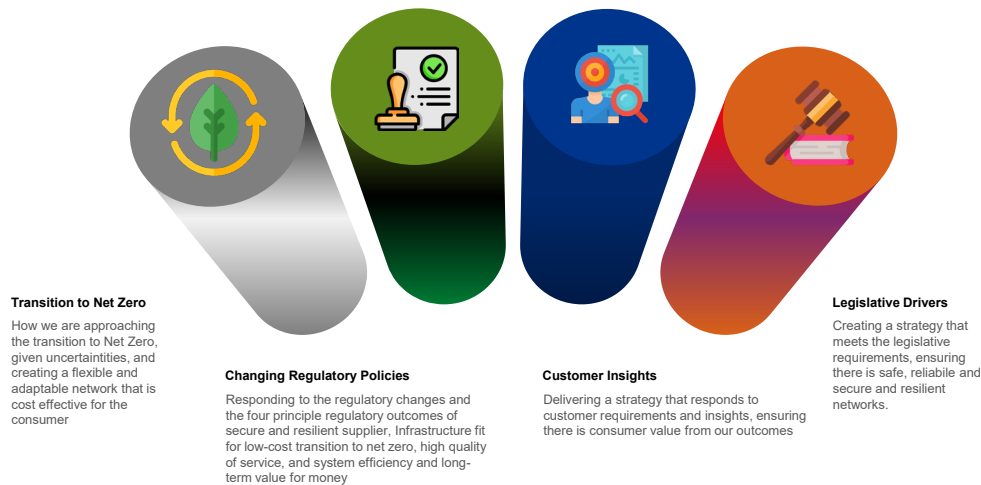 Transition to Net Zero
How we are approaching
the transition to Net Zero,
given uncertaintities, and
creating a flexible and
adaptable network that is
cost effective for the
consumer
Changing Regulatory Policies
Responding to the regulatory changes and
the four principle regulatory outcomes of
secure and resilient supplier, Infrastructure fit
for low-cost transition to net zero, high quality
of service, and system efficiency and long-
term value for money
Customer Insights
Delivering a strategy that responds to
customer requirements and insights, ensuring
there is consumer value from our outcomes
Legislative Drivers
Creating a strategy that
meets the legislative
requirements, ensuring
there is safe, reliabile and
secure and resilient
networks.